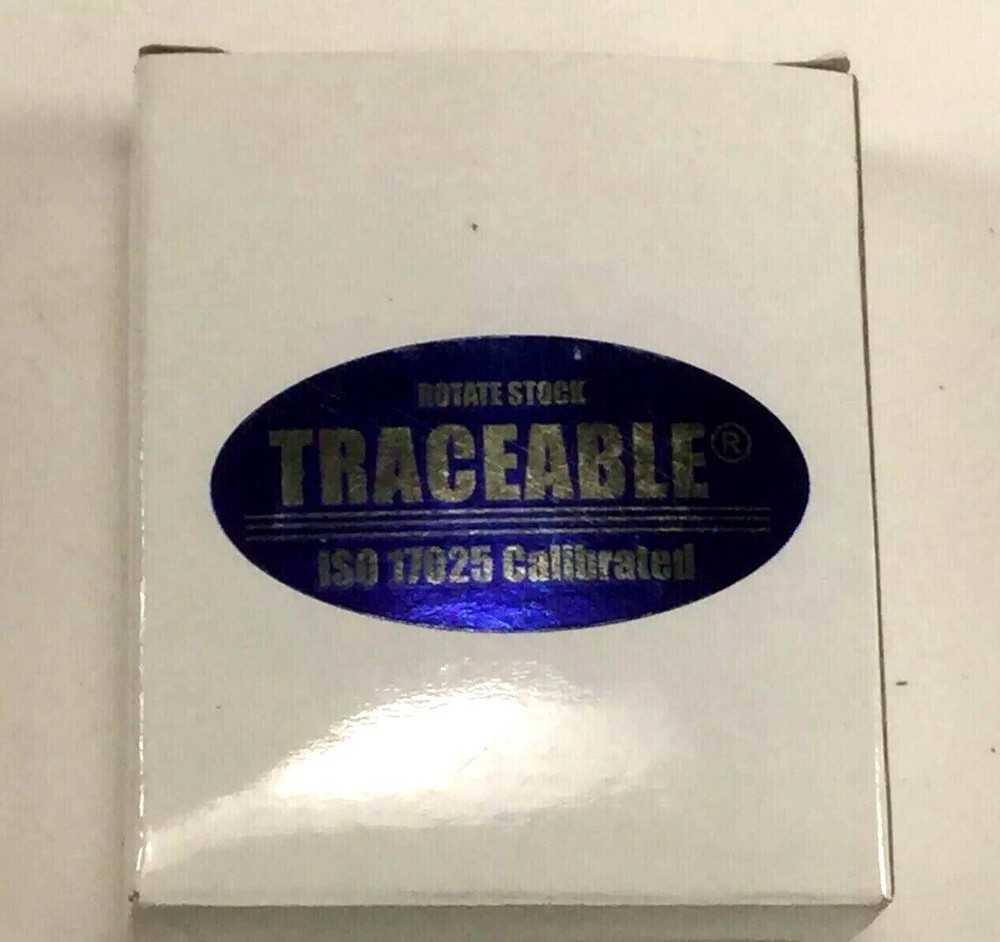 ROTATE STOCK
TRACEABLE®
ISO 17025 Calibrated